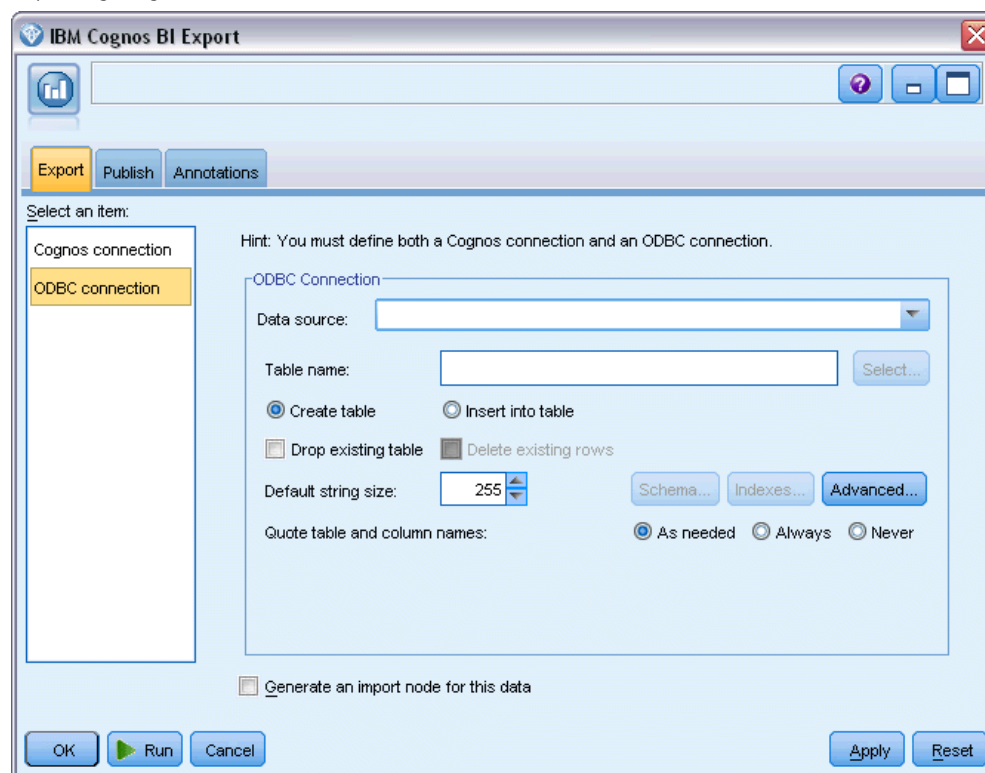 IBM Cognos BI Export
Export Publish Annotations
Select an item:
Cognos connection
ODBC connection
Hint: You must define both a Cognos connection and an ODBC connection.
ODBC Connection
Data source:
Table name: Select...
Create table Insert into table
Drop existing table Delete existing rows
Default string size: 255 Schema... Indexes... Advanced...
Quote table and column names: As needed Always Never
Generate an import node for this data
OK Run Cancel Apply Reset